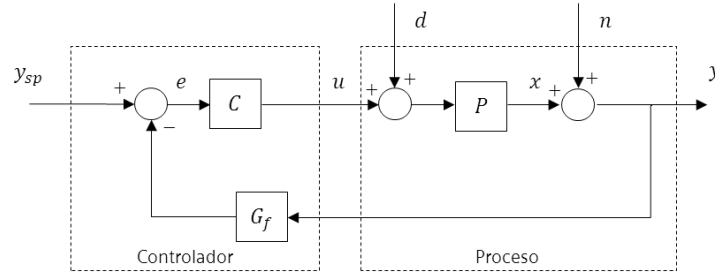 d
n
y_sp
+
e
C
u
+
+
P
x
+
+
y
−
G_f
Controlador
Proceso